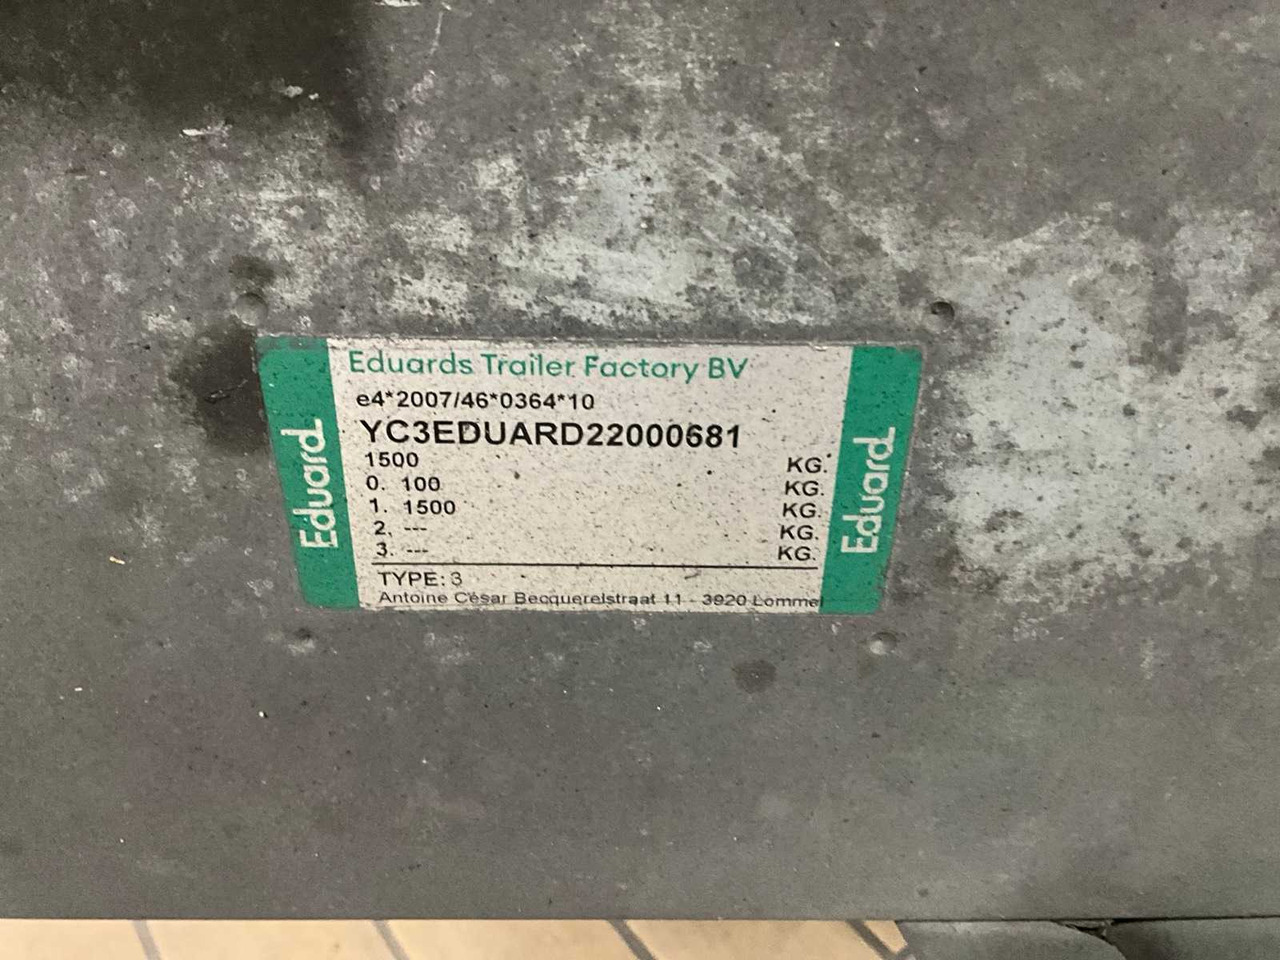 Eduards Trailer Factory BV
e4*2007/46*0364*10
YC3EDUARD22000681
1500 KG.
0. 100 KG.
1. 1500 KG.
2. --- KG.
3. --- KG.
TYPE: 3
Antoine César Becquerelstraat 11 - 3920 Lommel
Eduard
Eduard